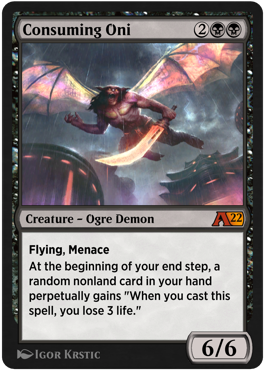 Consuming Oni 2
Creature – Ogre Demon
A22
Flying, Menace
At the beginning of your end step, a
random nonland card in your hand
perpetually gains "When you cast this
spell, you lose 3 life."
6/6
Igor Krstic